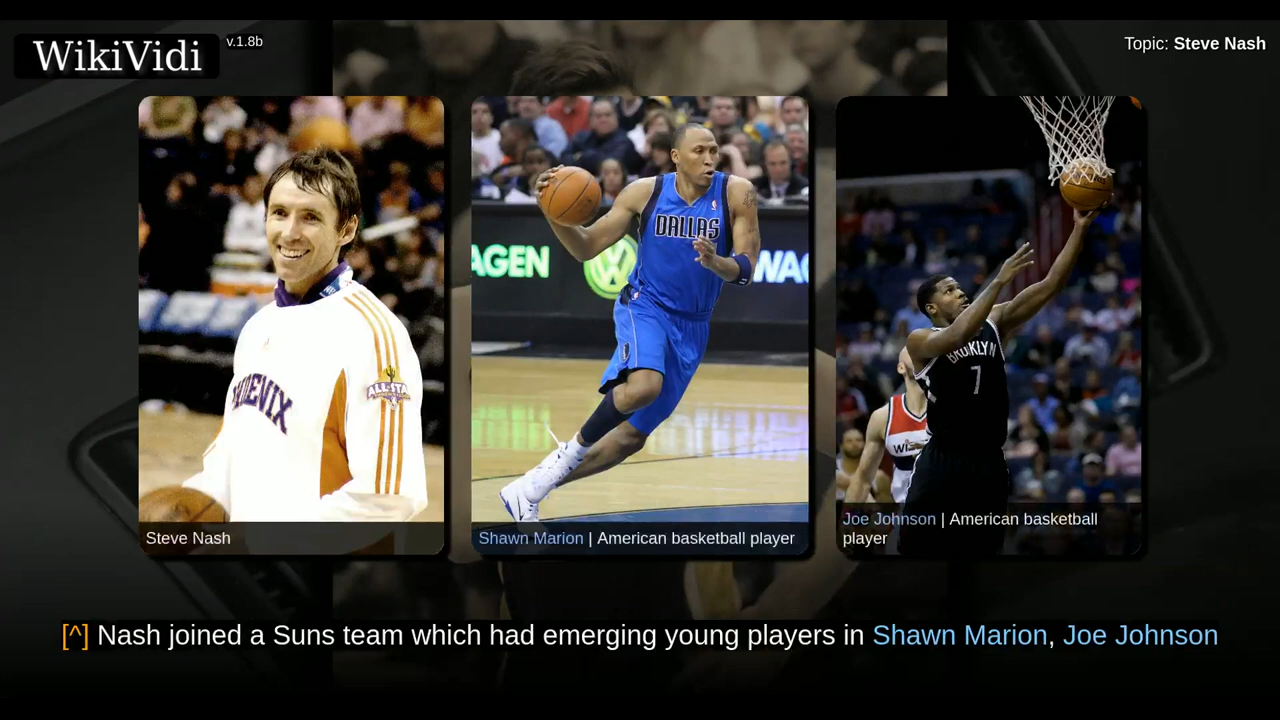 WikiVidi v.1.8b
Topic: Steve Nash
PHOENIX
ALL-STAR
DALLAS
AGEN
WAG
BROOKLYN
7
Steve Nash
Shawn Marion | American basketball player
Joe Johnson | American basketball
player
[^] Nash joined a Suns team which had emerging young players in Shawn Marion, Joe Johnson